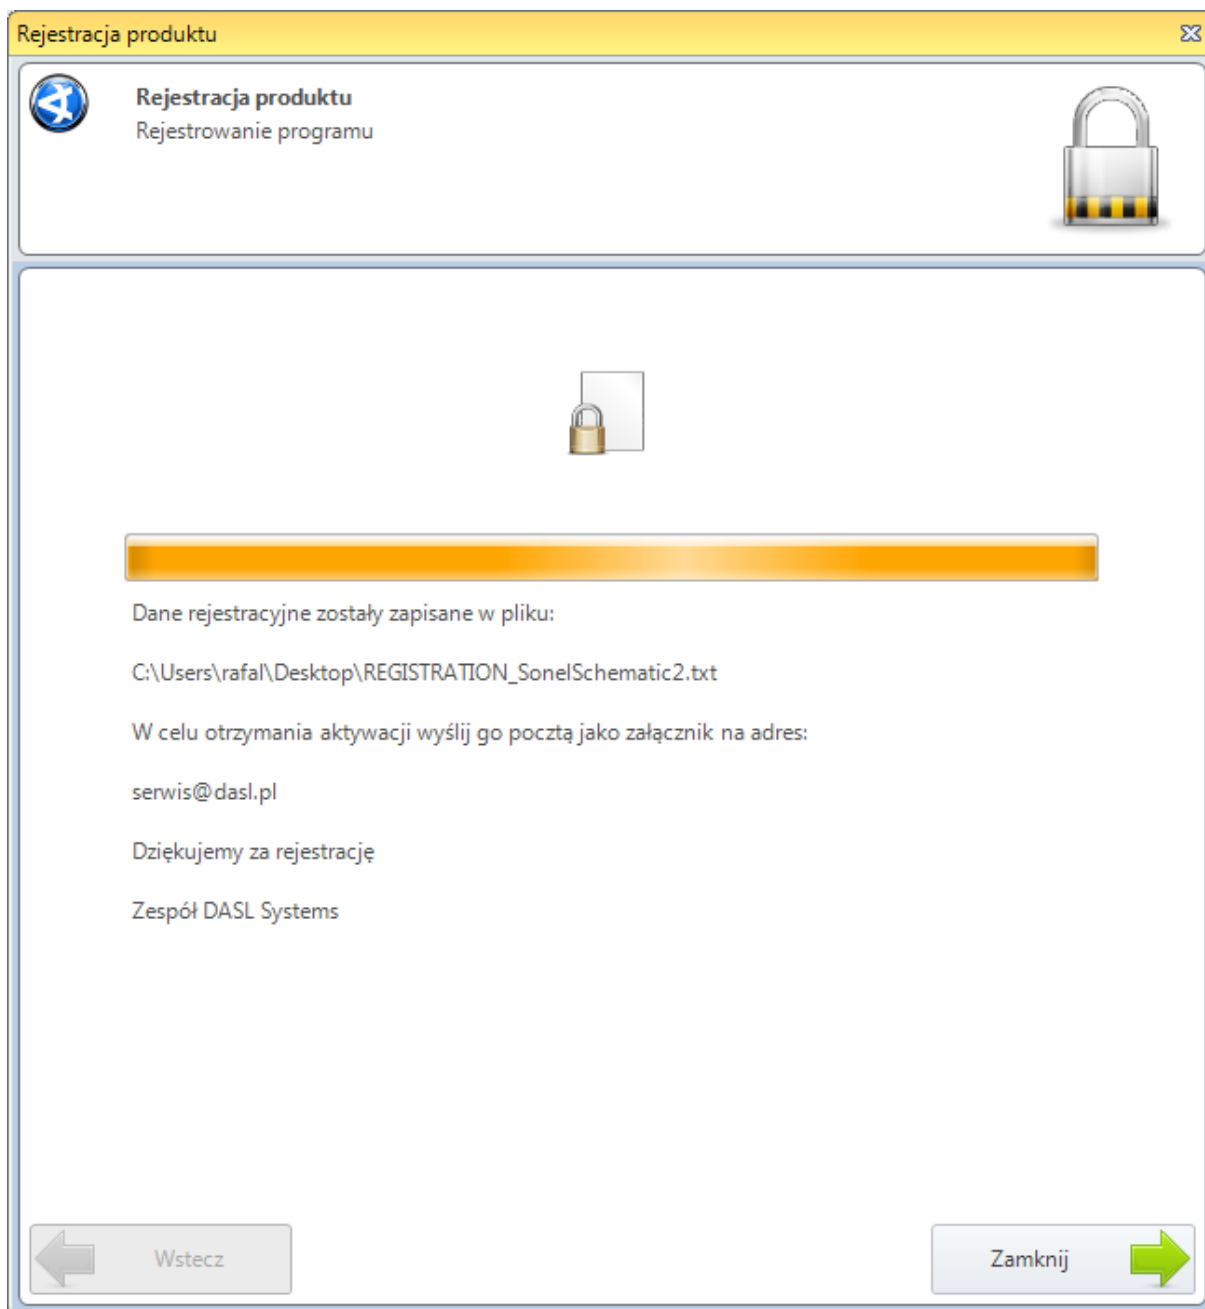 Rejestracja produktu
Rejestracja produktu
Rejestrowanie programu
Dane rejestracyjne zostały zapisane w pliku:
C:\Users\rafal\Desktop\REGISTRATION_SonelSchematic2.txt
W celu otrzymania aktywacji wyślij go pocztą jako załącznik na adres:
serwis@dasl.pl
Dziękujemy za rejestrację
Zespół DASL Systems
Wstecz
Zamknij